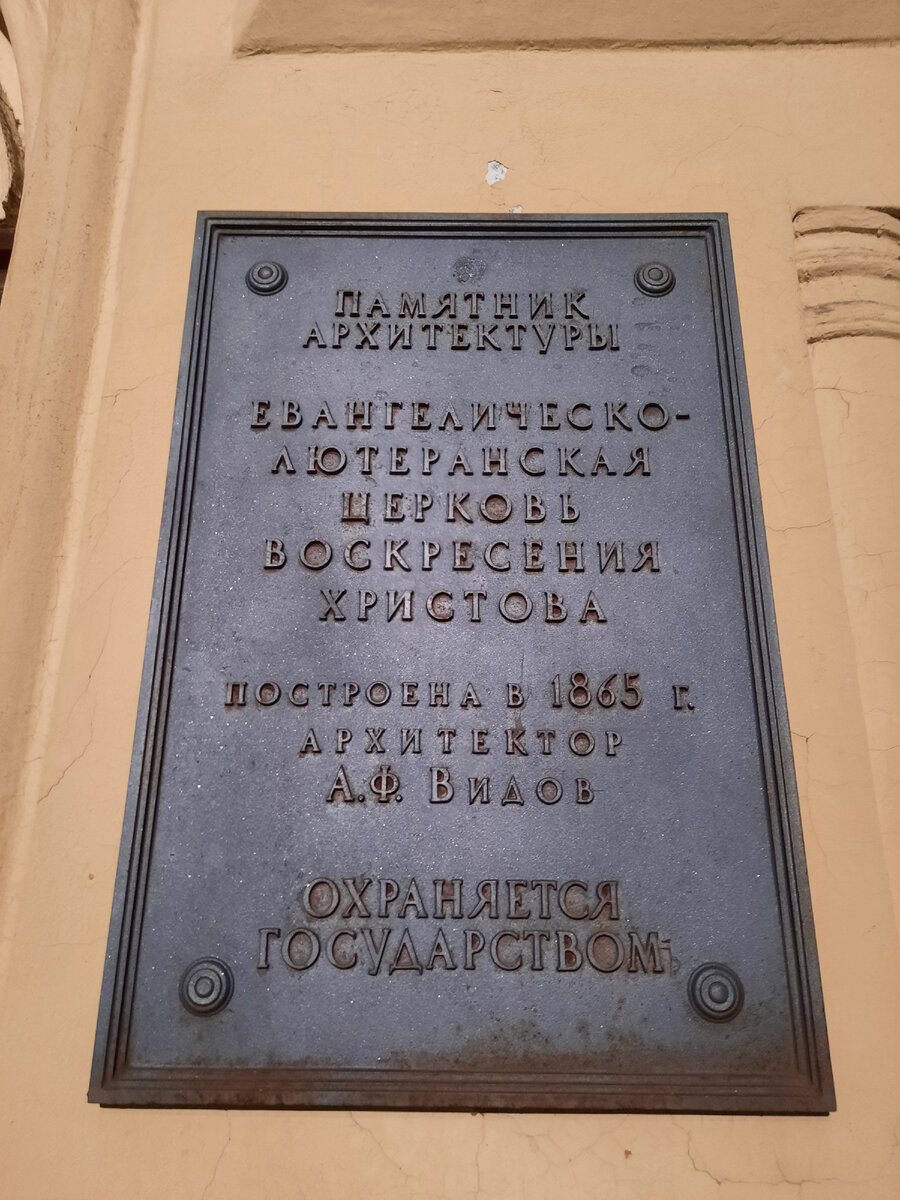 ПАМЯТНИК
АРХИТЕКТУРЫ
ЕВАНГЕЛИЧЕСКО-
ЛЮТЕРАНСКАЯ
ЦЕРКОВЬ
ВОСКРЕСЕНИЯ
ХРИСТОВА
ПОСТРОЕНА В 1865 Г.
АРХИТЕКТОР
А.Ф. ВИДОВ
ОХРАНЯЕТСЯ
ГОСУДАРСТВОМ